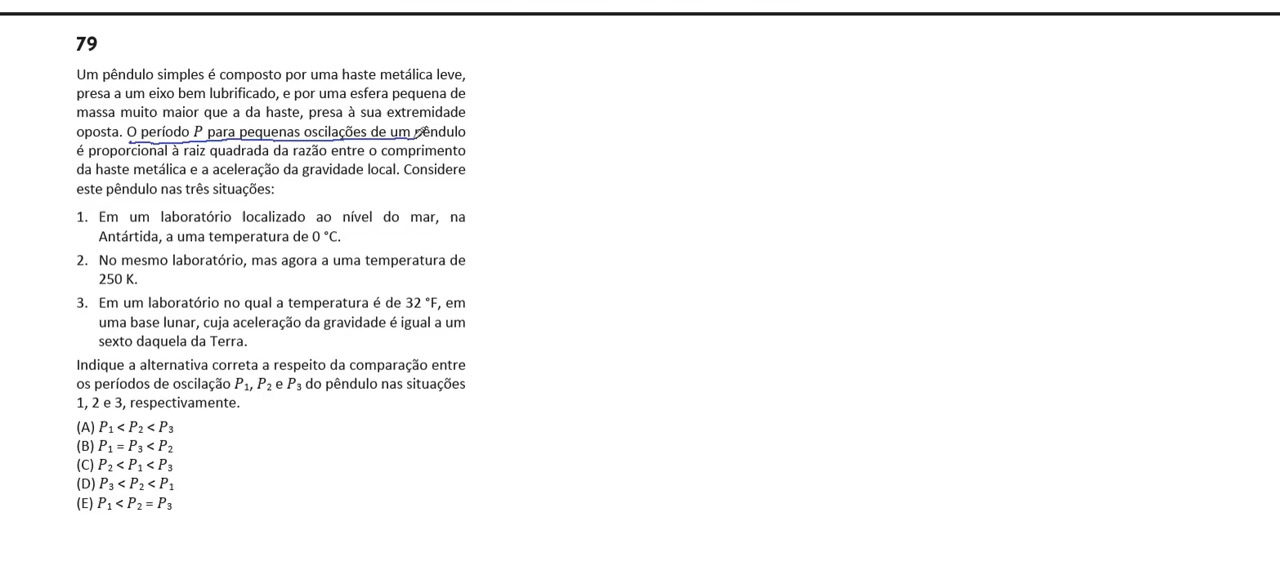 79
Um pêndulo simples é composto por uma haste metálica leve,
presa a um eixo bem lubrificado, e por uma esfera pequena de
massa muito maior que a da haste, presa à sua extremidade
oposta. O período P para pequenas oscilações de um pêndulo
é proporcional à raiz quadrada da razão entre o comprimento
da haste metálica e a aceleração da gravidade local. Considere
este pêndulo nas três situações:
1. Em um laboratório localizado ao nível do mar, na
Antártida, a uma temperatura de 0 °C.
2. No mesmo laboratório, mas agora a uma temperatura de
250 K.
3. Em um laboratório no qual a temperatura é de 32 °F, em
uma base lunar, cuja aceleração da gravidade é igual a um
sexto daquela da Terra.
Indique a alternativa correta a respeito da comparação entre
os períodos de oscilação P₁, P₂ e P₃ do pêndulo nas situações
1, 2 e 3, respectivamente.
(A) P₁ < P₂ < P₃
(B) P₁ = P₃ < P₂
(C) P₂ < P₁ < P₃
(D) P₃ < P₂ < P₁
(E) P₁ < P₂ = P₃